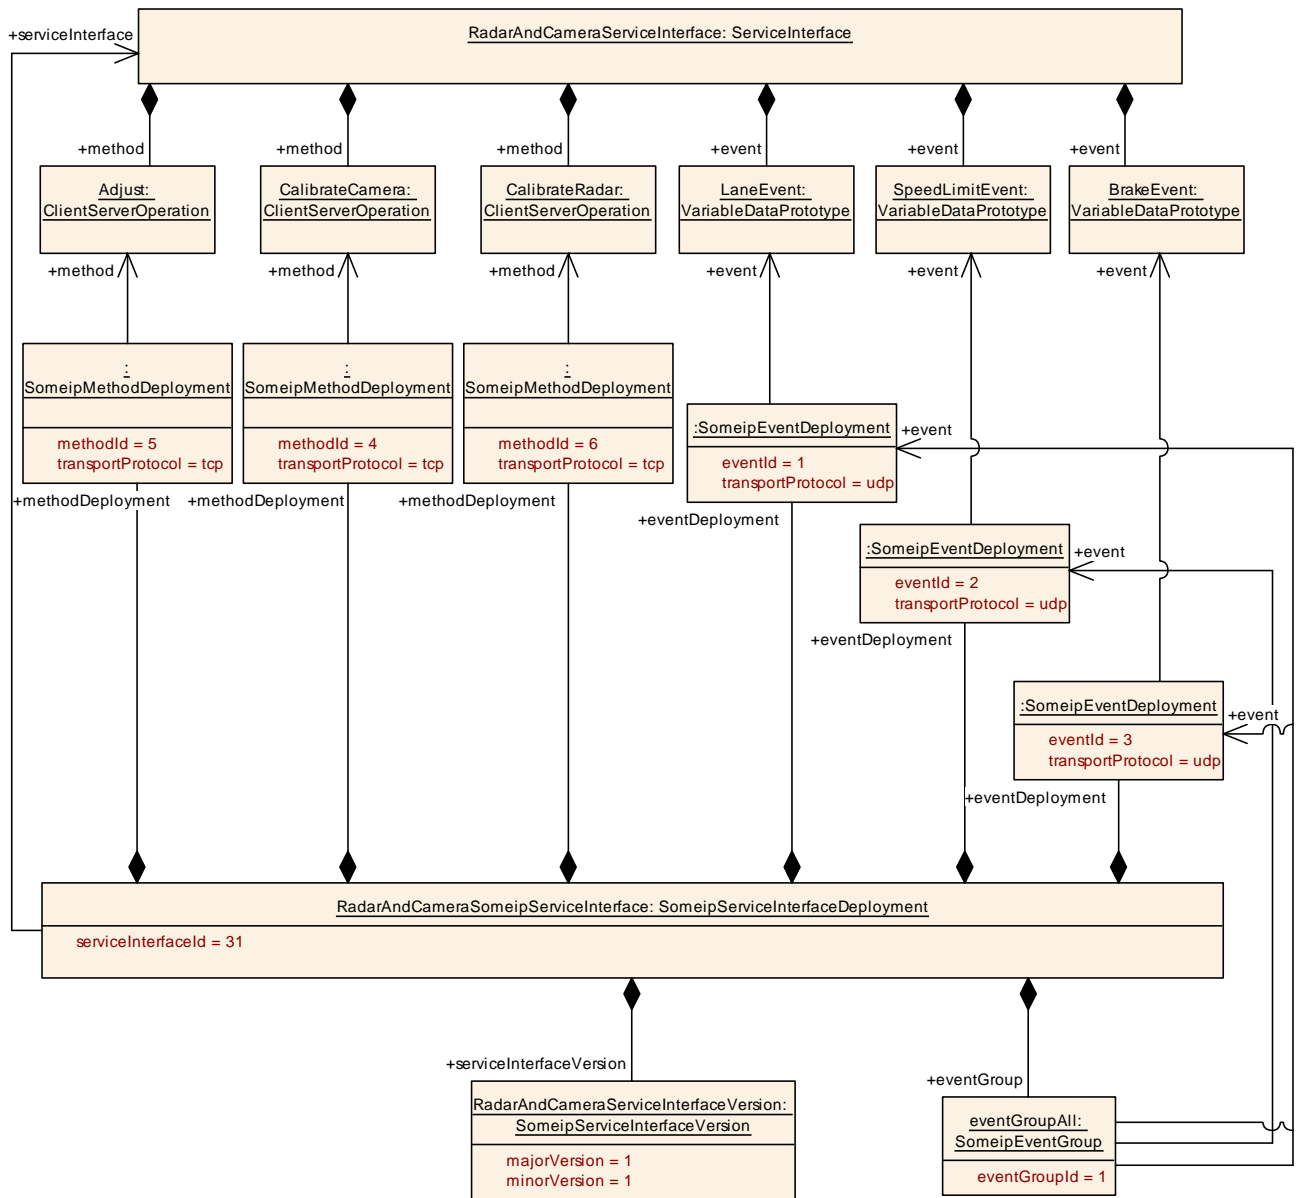 +serviceInterface
RadarAndCameraServiceInterface: ServiceInterface
+method
+method
+method
+event
+event
+event
Adjust:
ClientServerOperation
CalibrateCamera:
ClientServerOperation
CalibrateRadar:
ClientServerOperation
LaneEvent:
VariableDataPrototype
SpeedLimitEvent:
VariableDataPrototype
BrakeEvent:
VariableDataPrototype
+method
+method
+method
+event
+event
+event
:
SomeipMethodDeployment
methodId = 5
transportProtocol = tcp
+methodDeployment
:
SomeipMethodDeployment
methodId = 4
transportProtocol = tcp
+methodDeployment
:
SomeipMethodDeployment
methodId = 6
transportProtocol = tcp
+methodDeployment
:SomeipEventDeployment
eventId = 1
transportProtocol = udp
+event
+eventDeployment
:SomeipEventDeployment
eventId = 2
transportProtocol = udp
+event
+eventDeployment
:SomeipEventDeployment
eventId = 3
transportProtocol = udp
+event
+eventDeployment
RadarAndCameraSomeipServiceInterface: SomeipServiceInterfaceDeployment
serviceInterfaceId = 31
+serviceInterfaceVersion
RadarAndCameraServiceInterfaceVersion:
SomeipServiceInterfaceVersion
majorVersion = 1
minorVersion = 1
+eventGroup
eventGroupAll:
SomeipEventGroup
eventGroupId = 1